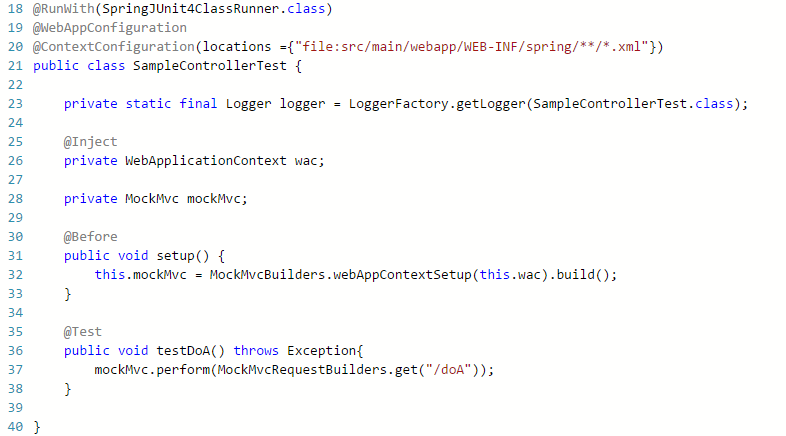 18 @RunWith(SpringJUnit4ClassRunner.class)
19 @WebAppConfiguration
20 @ContextConfiguration(locations ={"file:src/main/webapp/WEB-INF/spring/**/*.xml"})
21 public class SampleControllerTest {
22
23     private static final Logger logger = LoggerFactory.getLogger(SampleControllerTest.class);
24
25     @Inject
26     private WebApplicationContext wac;
27
28     private MockMvc mockMvc;
29
30     @Before
31     public void setup() {
32         this.mockMvc = MockMvcBuilders.webAppContextSetup(this.wac).build();
33     }
34
35     @Test
36     public void testDoA() throws Exception{
37         mockMvc.perform(MockMvcRequestBuilders.get("/doA"));
38     }
39
40 }